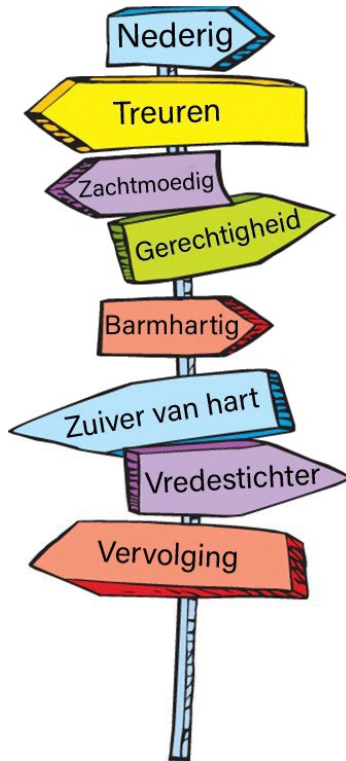 Nederig
Treuren
Zachtmoedig
Gerechtigheid
Barmhartig
Zuiver van hart
Vredestichter
Vervolging